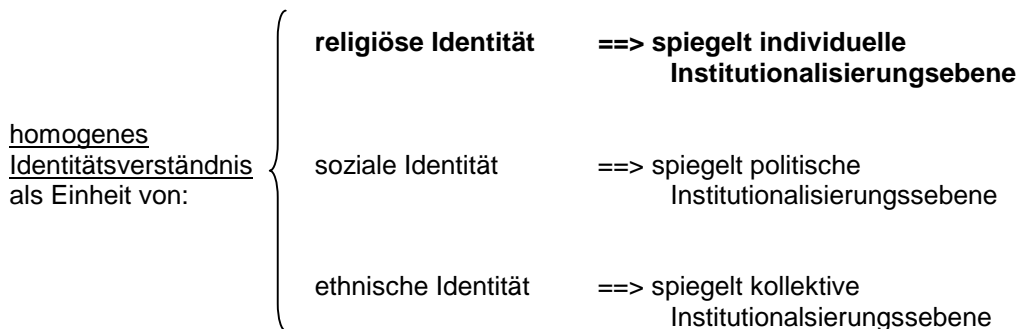 religiöse Identität ==> spiegelt individuelle
Institutionalisierungsebene
homogenes
Identitätsverständnis
als Einheit von:
soziale Identität ==> spiegelt politische
Institutionalisierungssebene
ethnische Identität ==> spiegelt kollektive
Institutionalsierungssebene